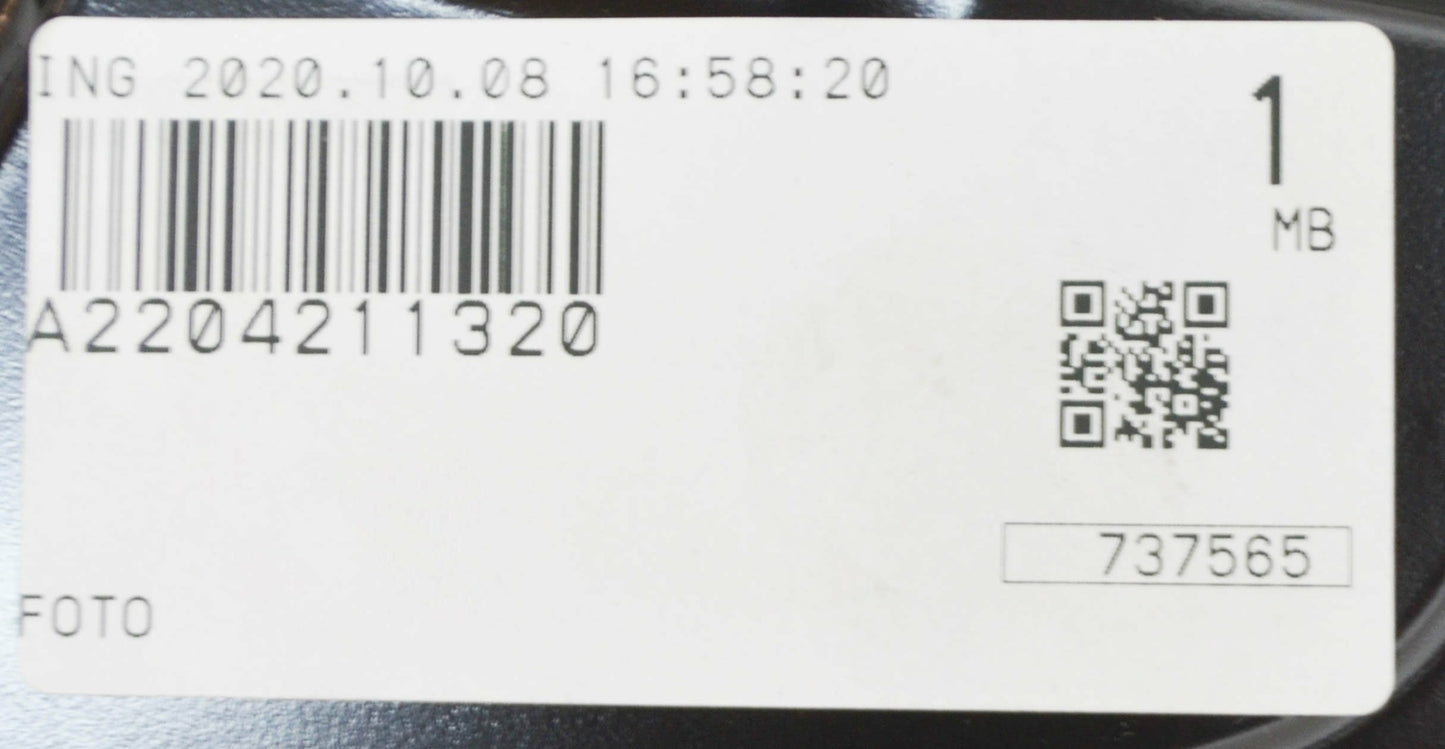 ING 2020.10.08 16:58:20
1
MB
A2204211320
737565
FOTO